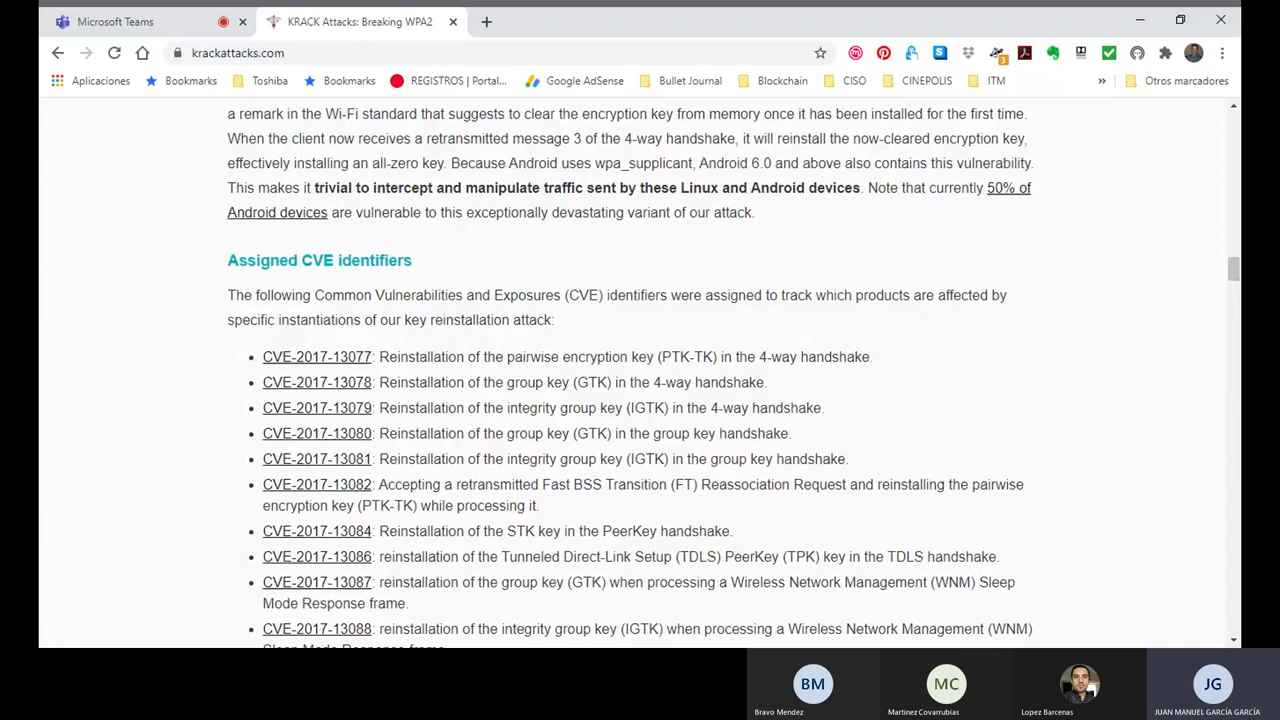 Microsoft Teams
KRACK Attacks: Breaking WPA2
krackattacks.com
3
Aplicaciones
Bookmarks
Toshiba
Bookmarks
REGISTROS | Portal...
Google AdSense
Bullet Journal
Blockchain
CISO
CINEPOLIS
ITM
»
Otros marcadores
a remark in the Wi-Fi standard that suggests to clear the encryption key from memory once it has been installed for the first time.
When the client now receives a retransmitted message 3 of the 4-way handshake, it will reinstall the now-cleared encryption key,
effectively installing an all-zero key. Because Android uses wpa_supplicant, Android 6.0 and above also contains this vulnerability.
This makes it trivial to intercept and manipulate traffic sent by these Linux and Android devices. Note that currently 50% of
Android devices are vulnerable to this exceptionally devastating variant of our attack.
Assigned CVE identifiers
The following Common Vulnerabilities and Exposures (CVE) identifiers were assigned to track which products are affected by
specific instantiations of our key reinstallation attack:
• CVE-2017-13077: Reinstallation of the pairwise encryption key (PTK-TK) in the 4-way handshake.
• CVE-2017-13078: Reinstallation of the group key (GTK) in the 4-way handshake.
• CVE-2017-13079: Reinstallation of the integrity group key (IGTK) in the 4-way handshake.
• CVE-2017-13080: Reinstallation of the group key (GTK) in the group key handshake.
• CVE-2017-13081: Reinstallation of the integrity group key (IGTK) in the group key handshake.
• CVE-2017-13082: Accepting a retransmitted Fast BSS Transition (FT) Reassociation Request and reinstalling the pairwise
encryption key (PTK-TK) while processing it.
• CVE-2017-13084: Reinstallation of the STK key in the PeerKey handshake.
• CVE-2017-13086: reinstallation of the Tunneled Direct-Link Setup (TDLS) PeerKey (TPK) key in the TDLS handshake.
• CVE-2017-13087: reinstallation of the group key (GTK) when processing a Wireless Network Management (WNM) Sleep
Mode Response frame.
• CVE-2017-13088: reinstallation of the integrity group key (IGTK) when processing a Wireless Network Management (WNM)
Sleep Mode Response frame.
BM
MC
JG
Bravo Mendez
Martinez Covarrubias
Lopez Barcenas
JUAN MANUEL GARCÍA GARCÍA